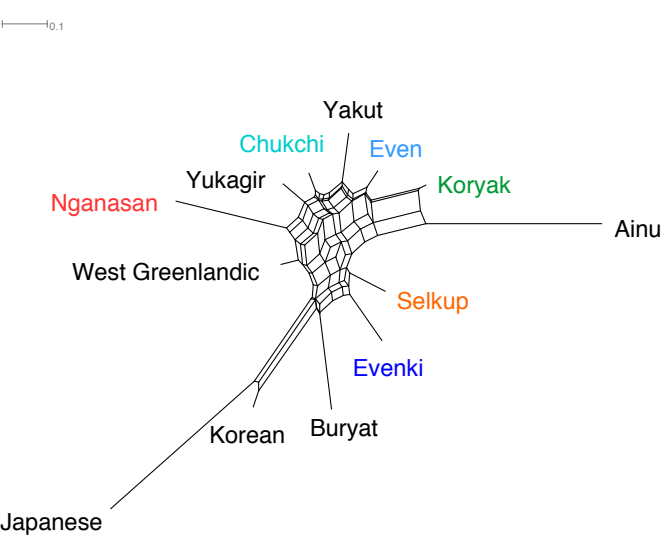 0.1
Yakut
Chukchi
Even
Yukagir
Koryak
Nganasan
Ainu
West Greenlandic
Selkup
Evenki
Korean
Buryat
Japanese